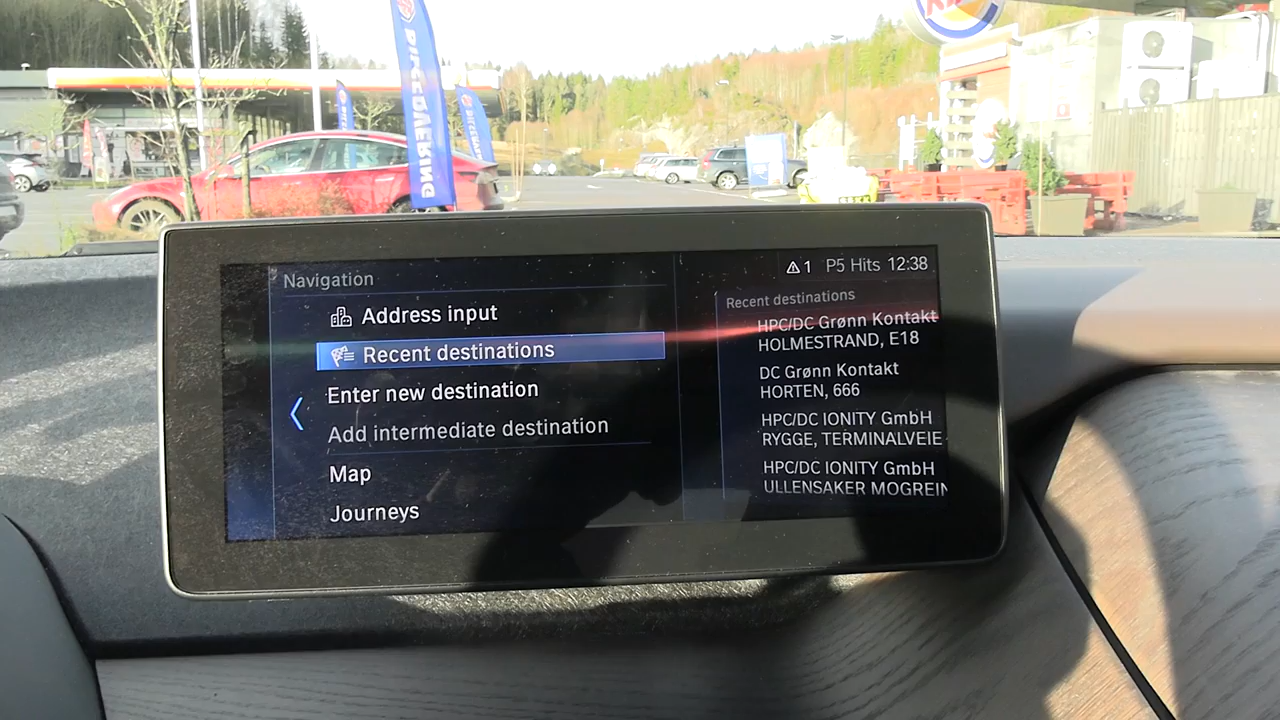 BILREDVERING
Navigation
Address input
Recent destinations
Enter new destination
Add intermediate destination
Map
Journeys
1 P5 Hits 12:38
Recent destinations
HPC/DC Grønn Kontakt
HOLMESTRAND, E18
DC Grønn Kontakt
HORTEN, 666
HPC/DC IONITY GmbH
RYGGE, TERMINALVEIE
HPC/DC IONITY GmbH
ULLENSAKER MOGREIN